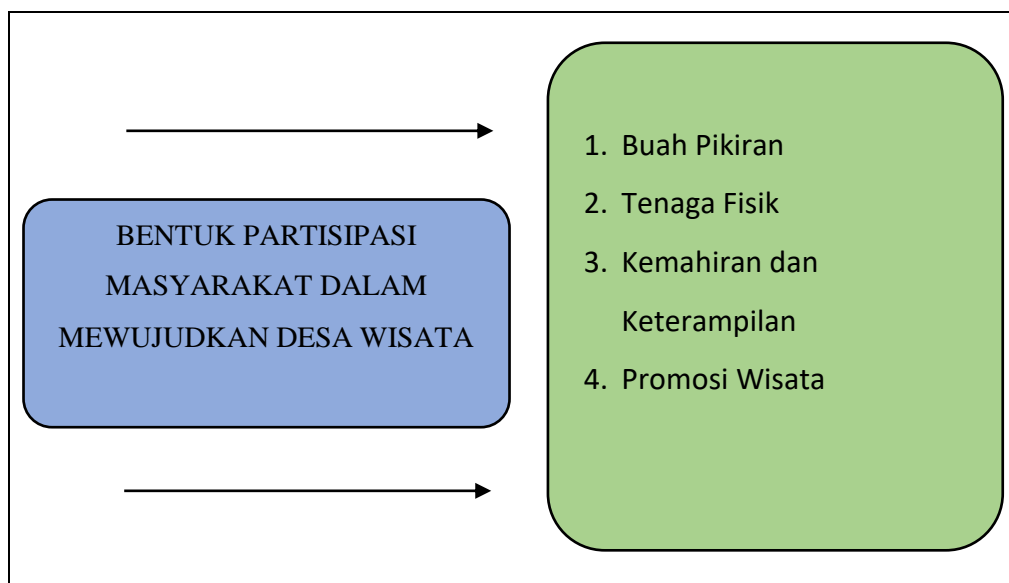 BENTUK PARTISIPASI
MASYARAKAT DALAM
MEWUJUDKAN DESA WISATA
1. Buah Pikiran
2. Tenaga Fisik
3. Kemahiran dan
Keterampilan
4. Promosi Wisata